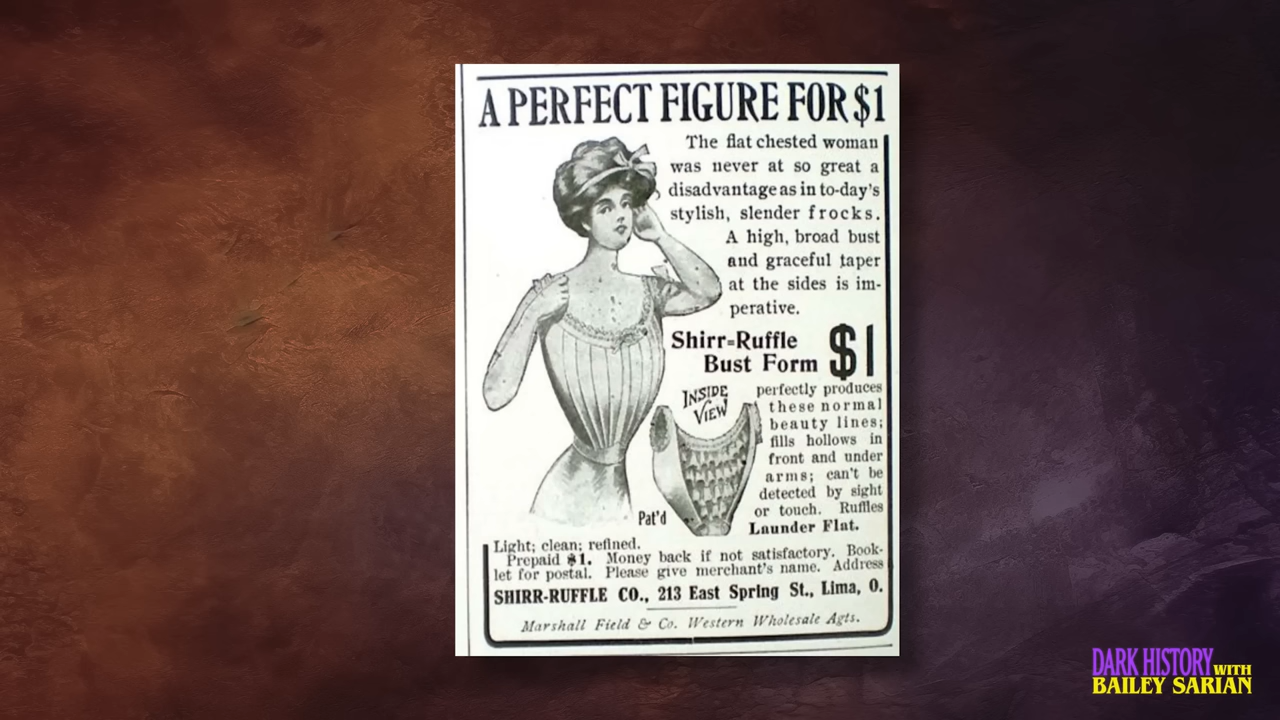 A PERFECT FIGURE FOR $1
The flat chested woman
was never at so great a
disadvantage as in to-day's
stylish, slender frocks.
A high, broad bust
and graceful taper
at the sides is im-
perative.
Shirr=Ruffle
Bust Form $1
INSIDE
VIEW
perfectly produces
these normal
beauty lines;
fills hollows in
front and under
arms; can't be
detected by sight
or touch. Ruffles
Launder Flat.
Pat'd
Light; clean; refined.
Prepaid $1. Money back if not satisfactory. Book-
let for postal. Please give merchant's name. Address
SHIRR-RUFFLE CO., 213 East Spring St., Lima, O.
Marshall Field & Co. Western Wholesale Agts.
DARK HISTORY WITH
BAILEY SARIAN